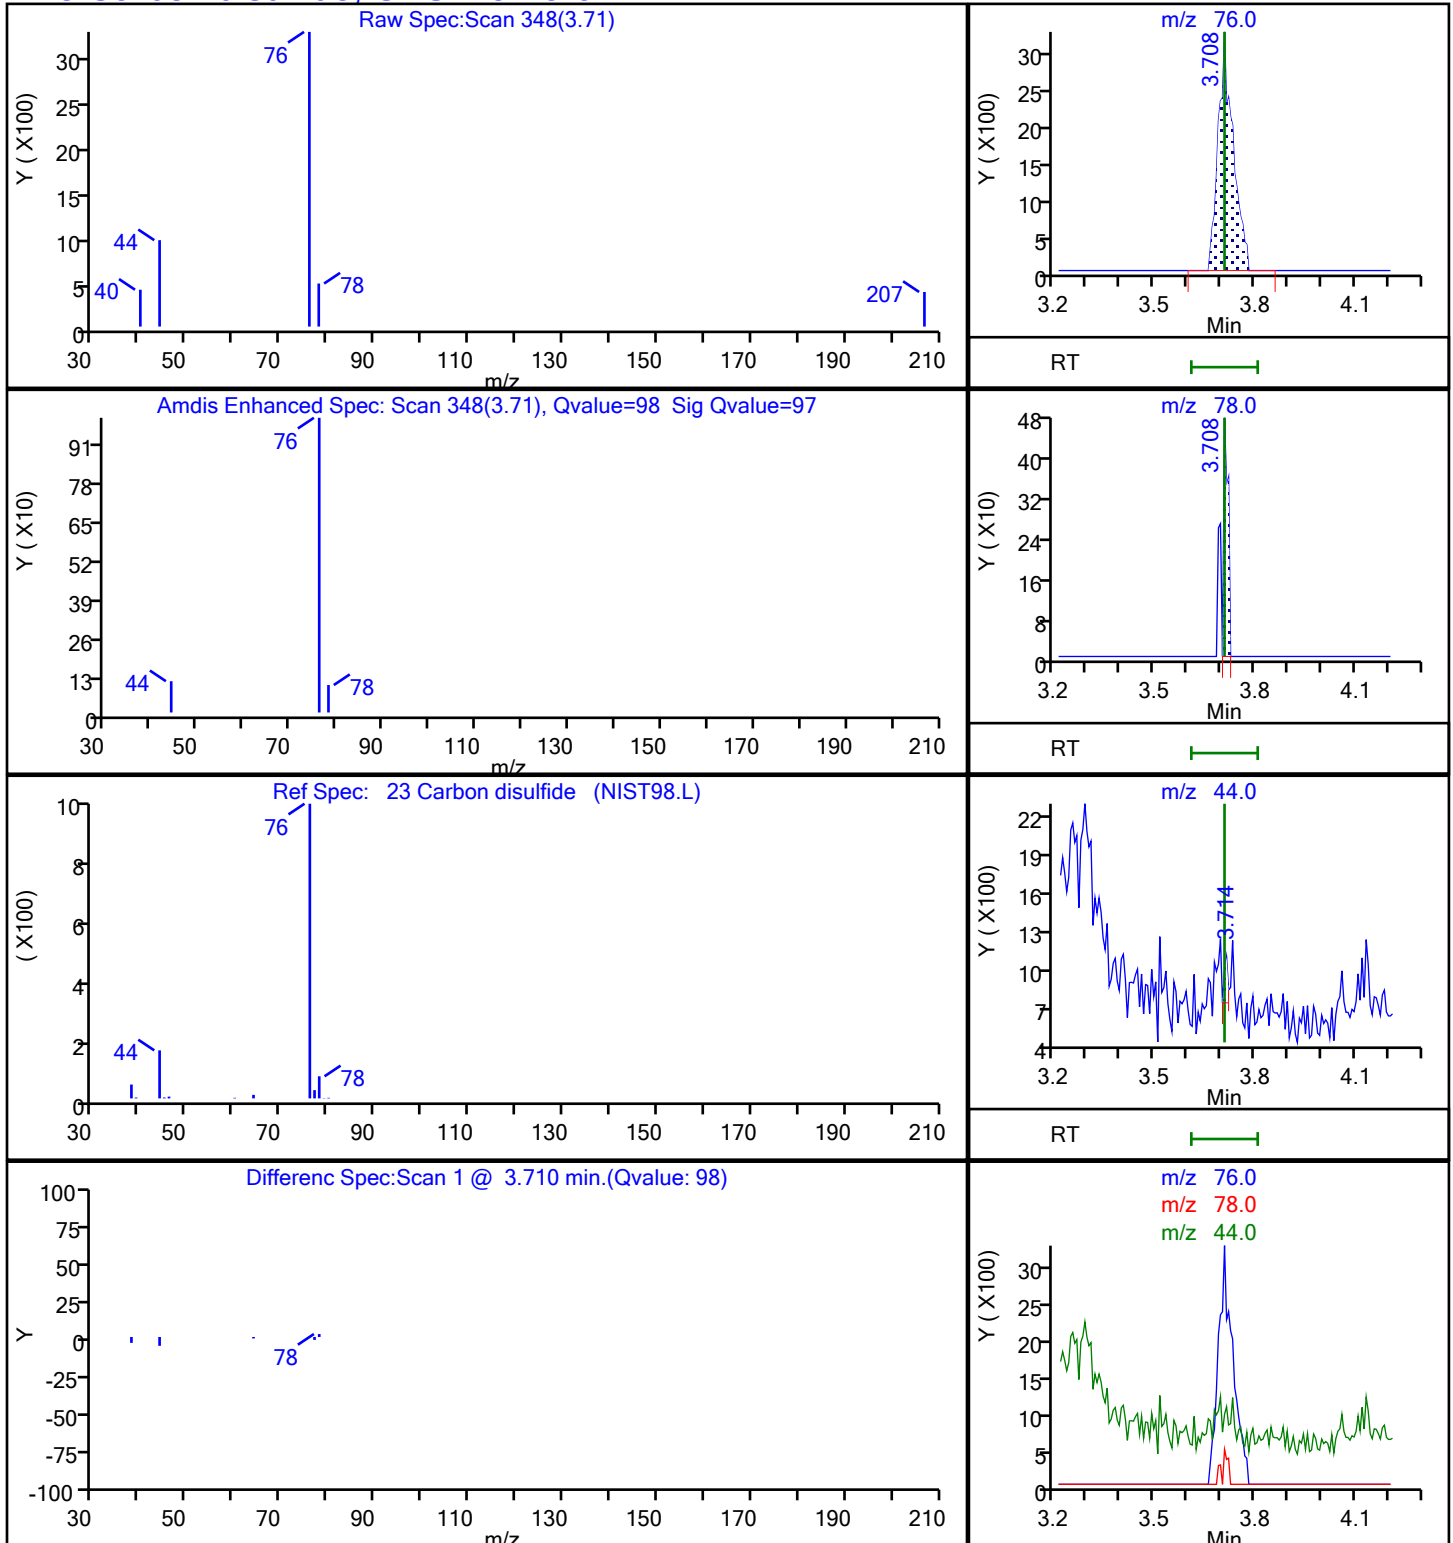 Raw Spec:Scan 348(3.71)
Y ( X100)
30
25
20
15
10
5
0
76
44
40
78
207
30 50 70 90 110 130 150 170 190 210
m/z
m/z 76.0
Y ( X100)
30
25
20
15
10
5
0
3.708
3.2 3.5 3.8 4.1
Min
RT
Amdis Enhanced Spec: Scan 348(3.71), Qvalue=98 Sig Qvalue=97
Y ( X10)
91
78
65
52
39
26
13
0
76
44
78
30 50 70 90 110 130 150 170 190 210
m/z
m/z 78.0
Y ( X10)
48
40
32
24
16
8
0
3.708
3.2 3.5 3.8 4.1
Min
RT
Ref Spec: 23 Carbon disulfide (NIST98.L)
( X100)
10
8
6
4
2
0
76
44
78
30 50 70 90 110 130 150 170 190 210
m/z 44.0
Y ( X100)
22
19
16
13
10
7
4
3.714
3.2 3.5 3.8 4.1
Min
RT
Differenc Spec:Scan 1 @ 3.710 min.(Qvalue: 98)
Y
100
75
50
25
0
-25
-50
-75
-100
78
30 50 70 90 110 130 150 170 190 210
m/z
m/z 76.0
m/z 78.0
m/z 44.0
Y ( X100)
30
25
20
15
10
5
0
3.2 3.5 3.8 4.1
Min